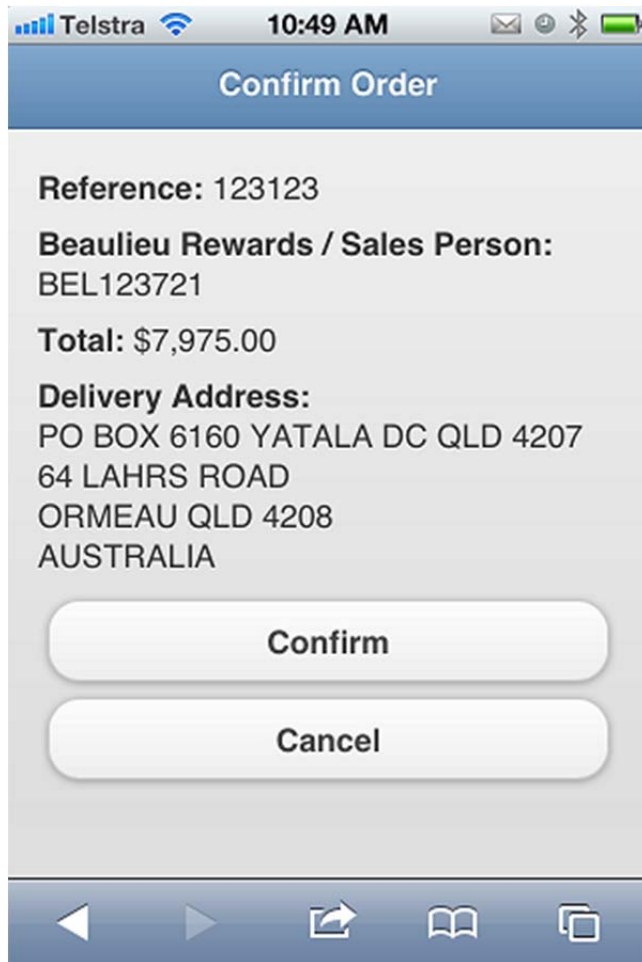 Telstra 10:49 AM
Confirm Order
Reference: 123123
Beaulieu Rewards / Sales Person:
BEL123721
Total: $7,975.00
Delivery Address:
PO BOX 6160 YATALA DC QLD 4207
64 LAHRS ROAD
ORMEAU QLD 4208
AUSTRALIA
Confirm
Cancel